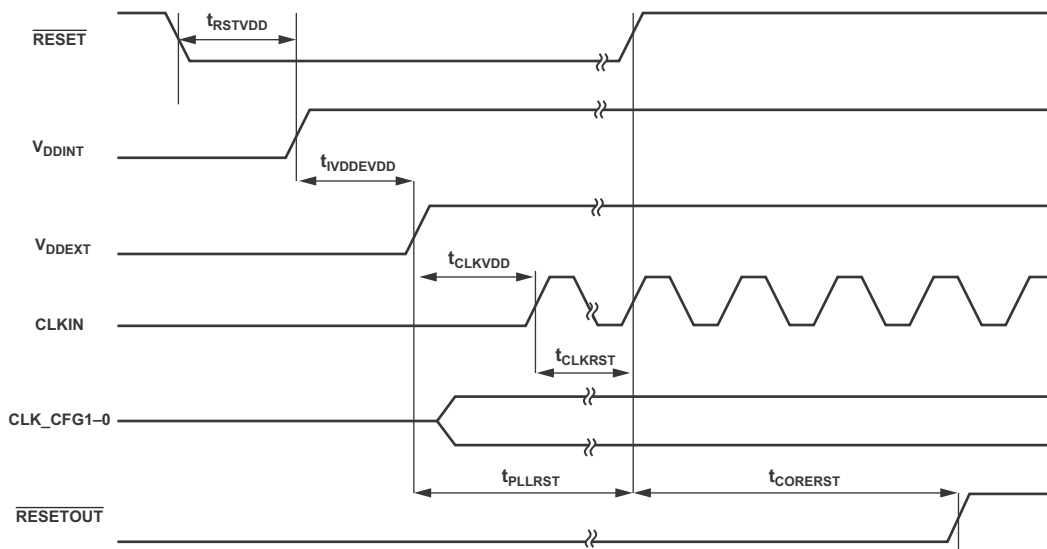 RESET
tRSTVDD
VDDINT
tIVDDEVDD
VDDEXT
tCLKVDD
CLKIN
tCLKRST
CLK_CFG1–0
tPLLRST
tCORERST
RESETOUT